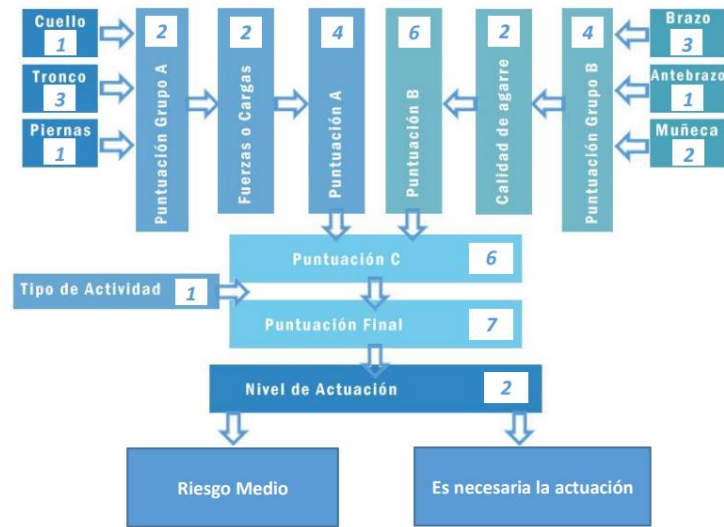 Cuello
1
Tronco
3
Piernas
1
2
Puntuación Grupo A
2
Fuerzas o Cargas
4
Puntuación A
6
Puntuación B
2
Calidad de agarre
4
Puntuación Grupo B
Brazo
3
Antebrazo
1
Muñeca
2
Puntuación C
6
Tipo de Actividad
1
Puntuación Final
7
Nivel de Actuación
2
Riesgo Medio
Es necesaria la actuación